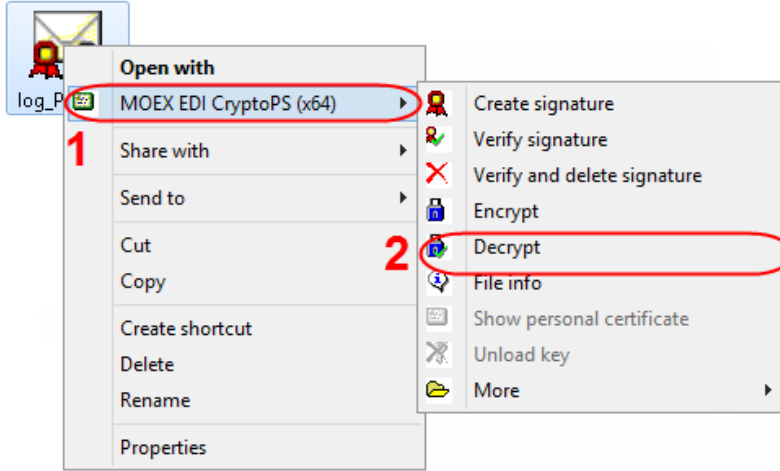 log_P
Open with
MOEX EDI CryptoPS (x64)
1
Share with
Send to
Cut
Copy
Create shortcut
Delete
Rename
Properties
Create signature
Verify signature
Verify and delete signature
Encrypt
2
Decrypt
File info
Show personal certificate
Unload key
More